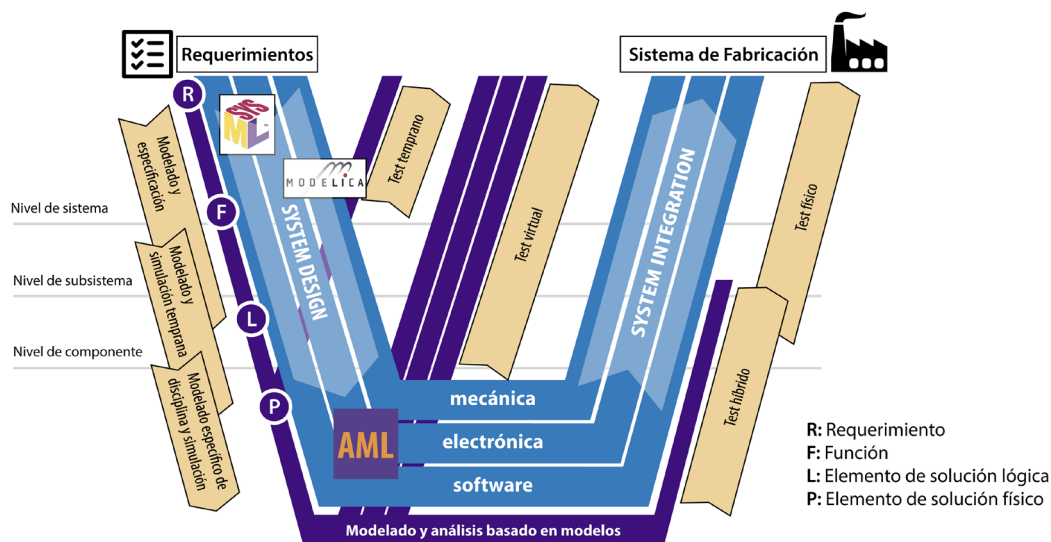 Requerimientos
Sistema de Fabricación
R
SYS
ML
MODELICA
Test temprano
Modelado y
especificación
Nivel de sistema
F
SYSTEM DESIGN
Test virtual
SYSTEM INTEGRATION
Test físico
Modelado y
simulación temprana
Nivel de subsistema
L
Nivel de componente
Modelado específico de
disciplina y simulación
P
mecánica
Test híbrido
AML
electrónica
software
Modelado y análisis basado en modelos
R: Requerimiento
F: Función
L: Elemento de solución lógica
P: Elemento de solución físico